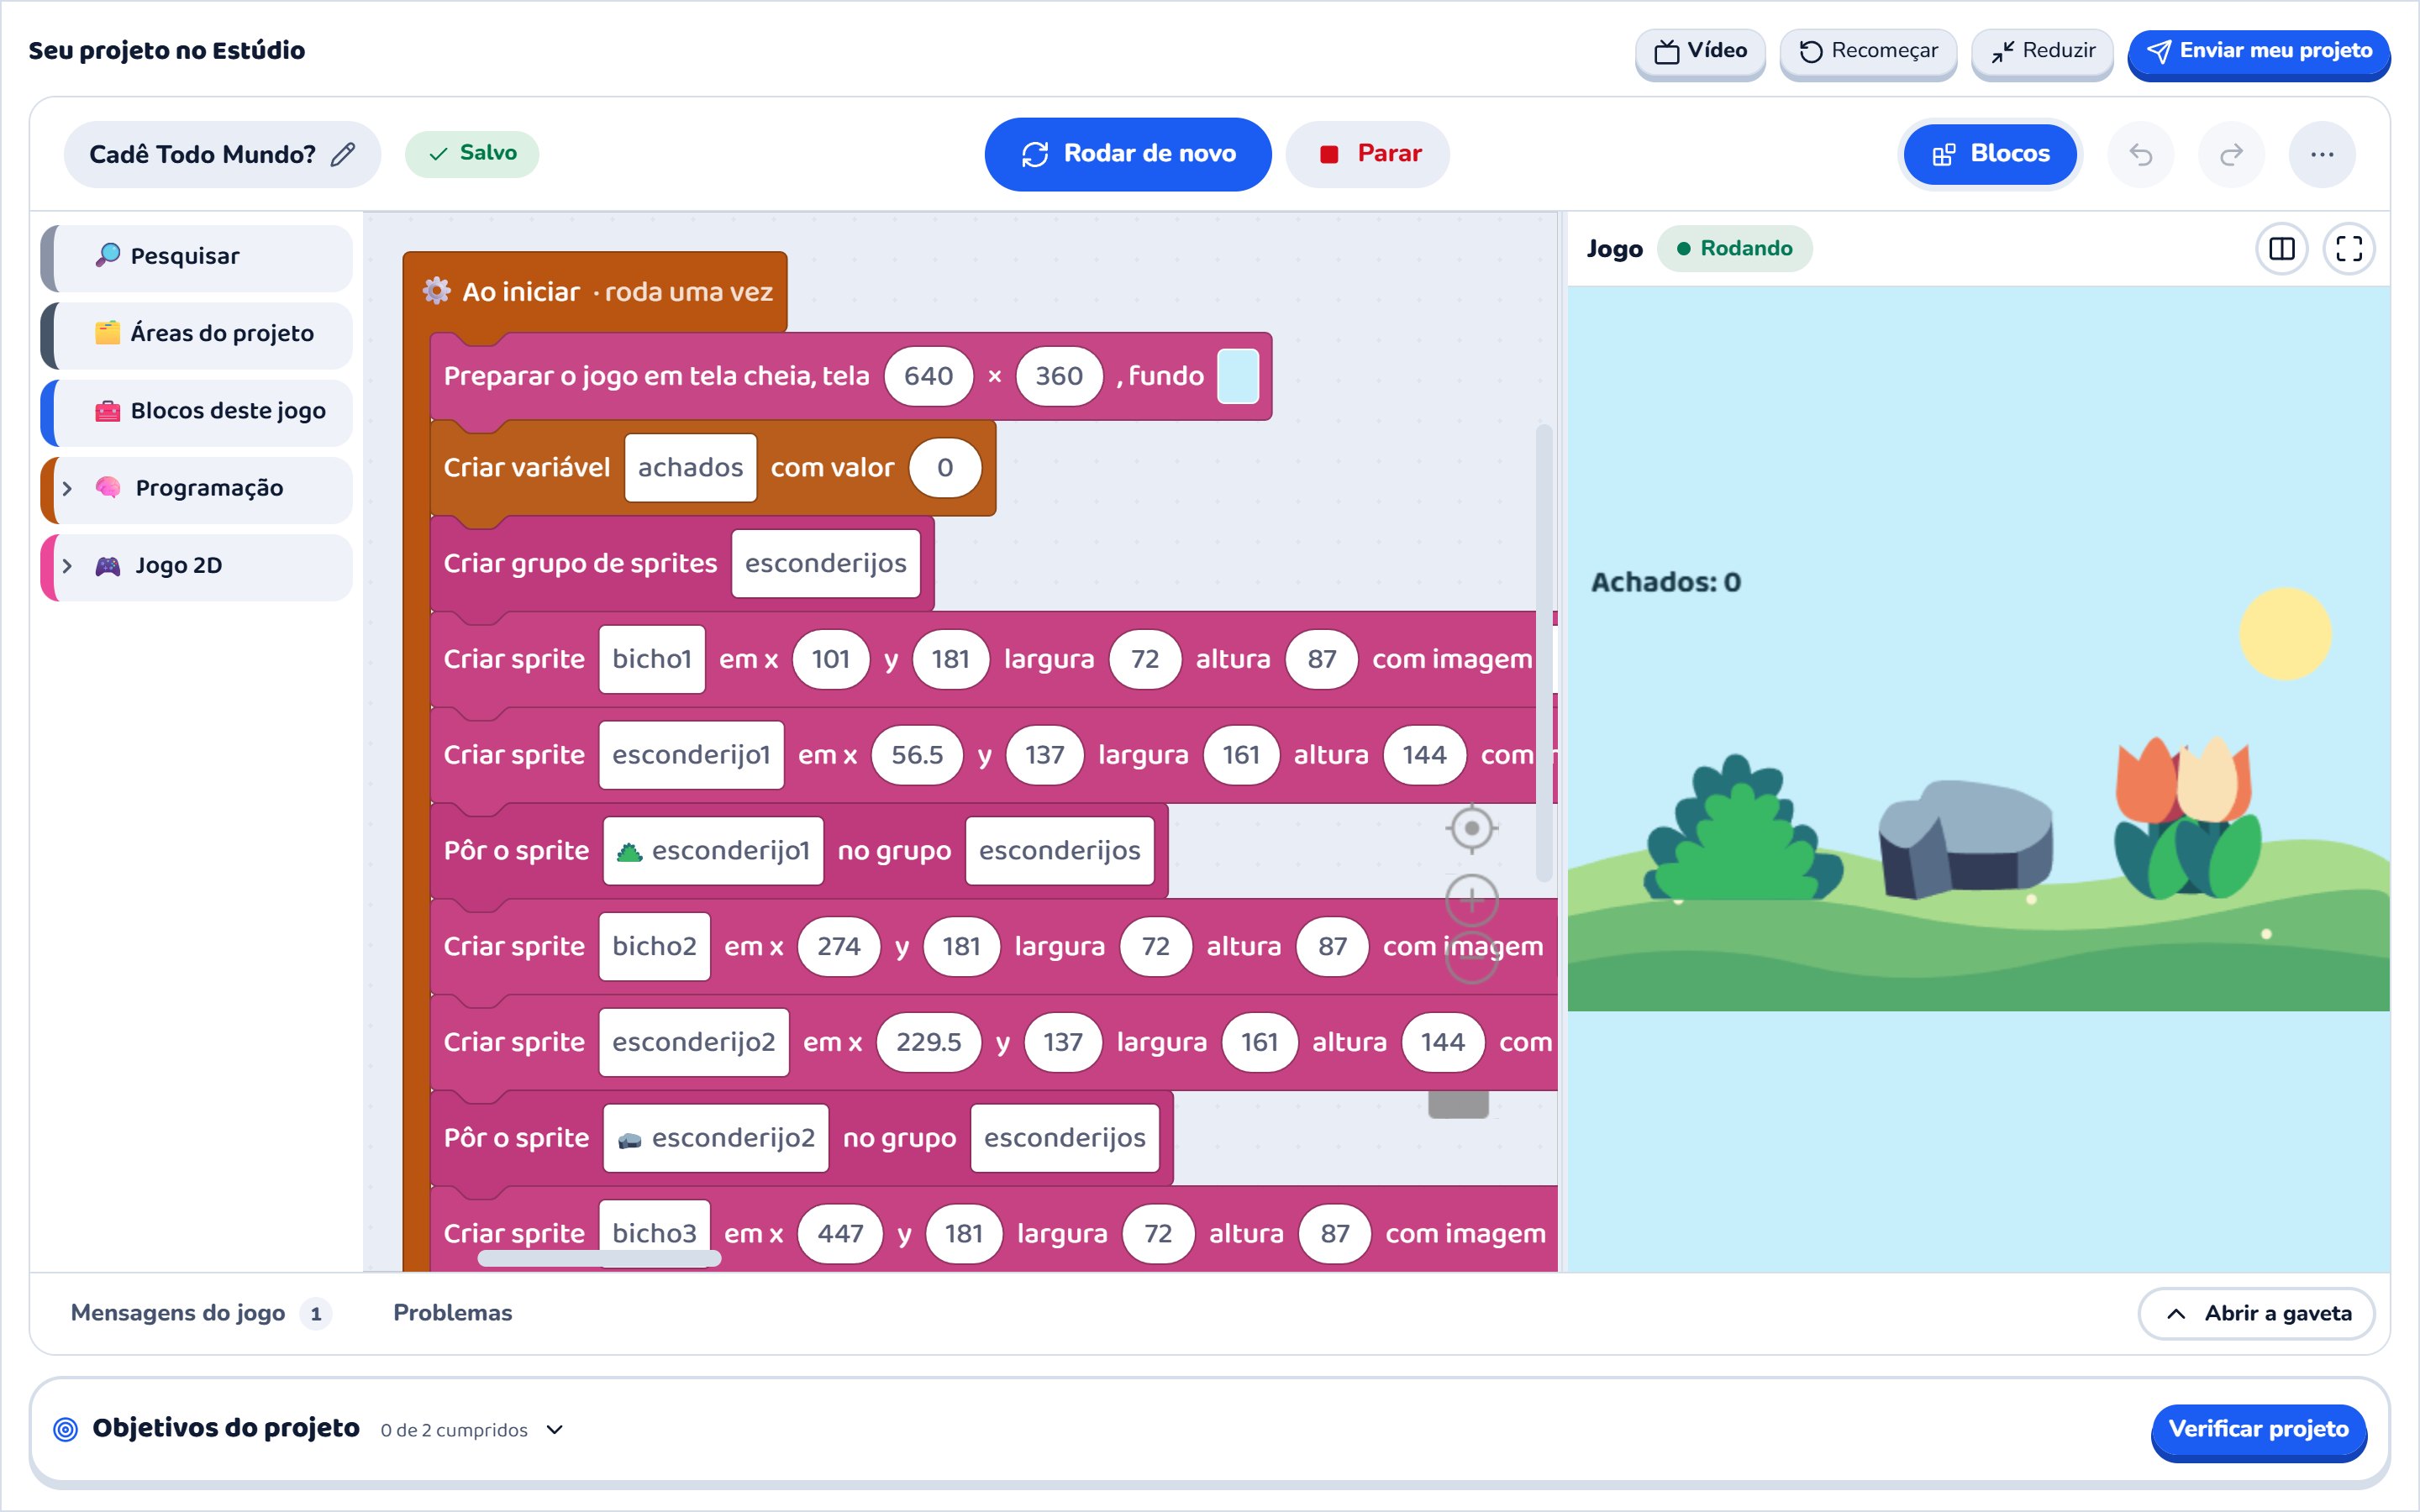 Seu projeto no Estúdio
Vídeo
Recomeçar
Reduzir
Enviar meu projeto
Cadê Todo Mundo?
Salvo
Rodar de novo
Parar
Blocos
Pesquisar
Áreas do projeto
Blocos deste jogo
Programação
Jogo 2D
Ao iniciar · roda uma vez
Preparar o jogo em tela cheia, tela 640 × 360 , fundo
Criar variável achados com valor 0
Criar grupo de sprites esconderijos
Criar sprite bicho1 em x 101 y 181 largura 72 altura 87 com imagem
Criar sprite esconderijo1 em x 56.5 y 137 largura 161 altura 144 com
Pôr o sprite esconderijo1 no grupo esconderijos
Criar sprite bicho2 em x 274 y 181 largura 72 altura 87 com imagem
Criar sprite esconderijo2 em x 229.5 y 137 largura 161 altura 144 com
Pôr o sprite esconderijo2 no grupo esconderijos
Criar sprite bicho3 em x 447 y 181 largura 72 altura 87 com imagem
Jogo
Rodando
Achados: 0
Mensagens do jogo 1
Problemas
Abrir a gaveta
Objetivos do projeto
0 de 2 cumpridos
Verificar projeto